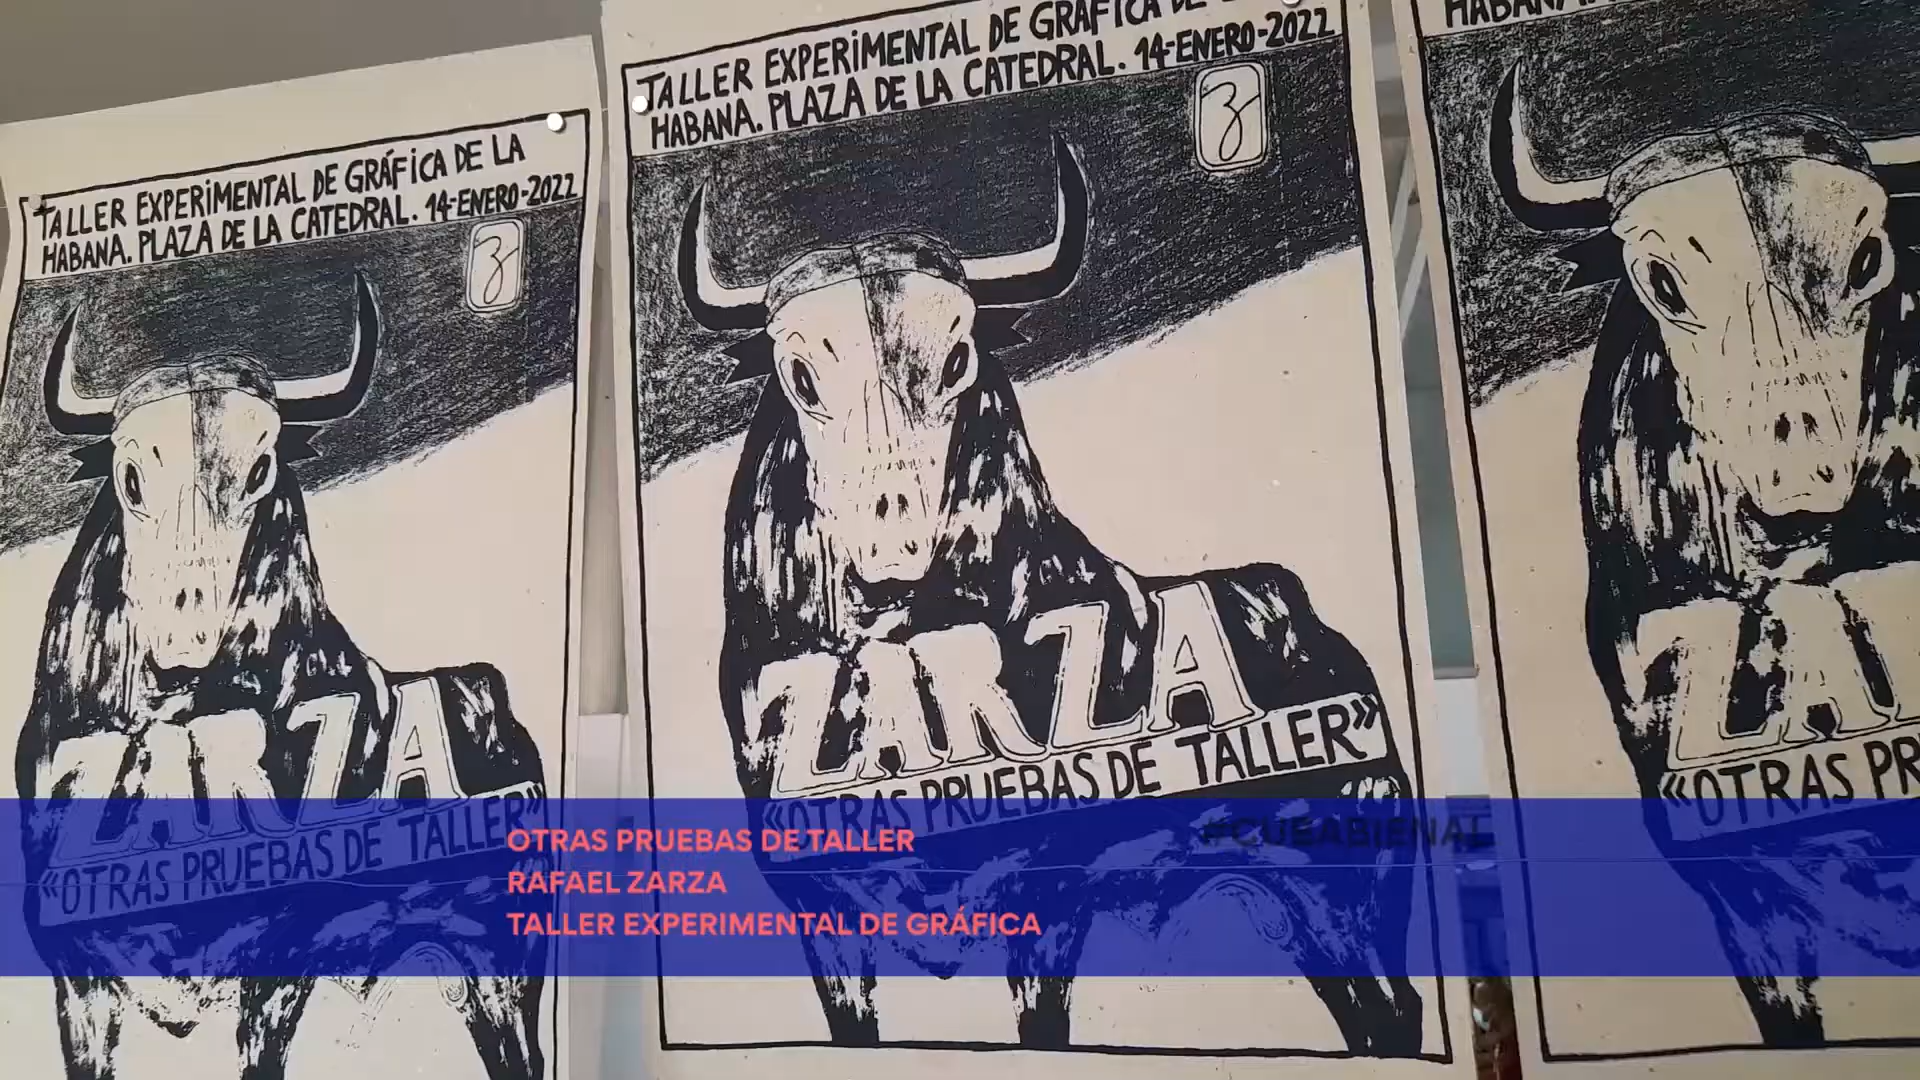 TALLER EXPERiMENTAL DE GRÁFiCA DE LA
HABANA. PLAZA DE LA CATEDRAL. 14-ENERO-2022
ZARZA
«OTRAS PRUEBAS DE TALLER»
TALLER EXPERiMENTAL DE GRÁFICA DE
HABANA. PLAZA DE LA CATEDRAL. 14-ENERO-2022
ZARZA
«OTRAS PRUEBAS DE TALLER»
«OTRAS
OTRAS PRUEBAS DE TALLER
RAFAEL ZARZA
TALLER EXPERIMENTAL DE GRÁFICA
#CUBABIENAL